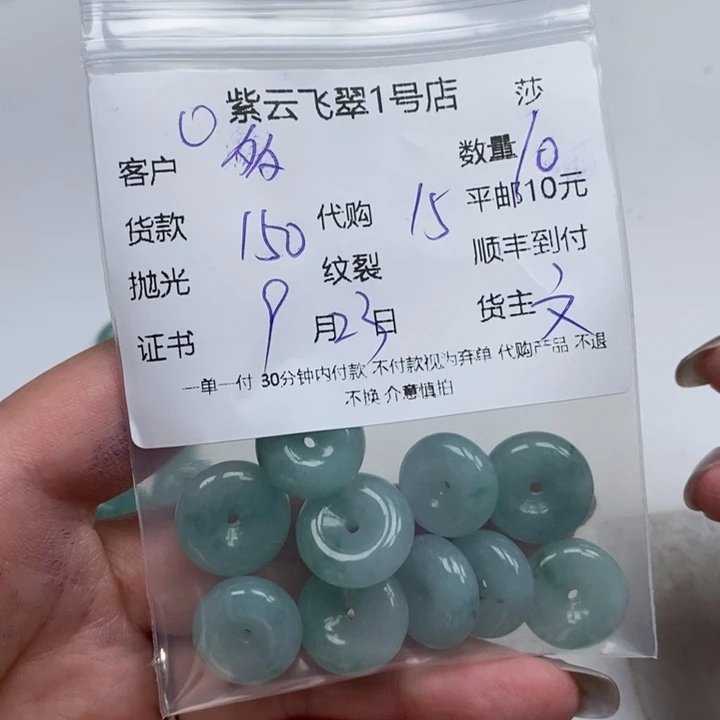 紫云飞翠1号店 莎
客户 数量 10
货款 150 代购 15 平邮10元
抛光 纹裂 顺丰到付
证书 9月23日 货主 文
一单一付 30分钟内付款 不付款视为弃单 代购产品 不退
不换 介意慎拍